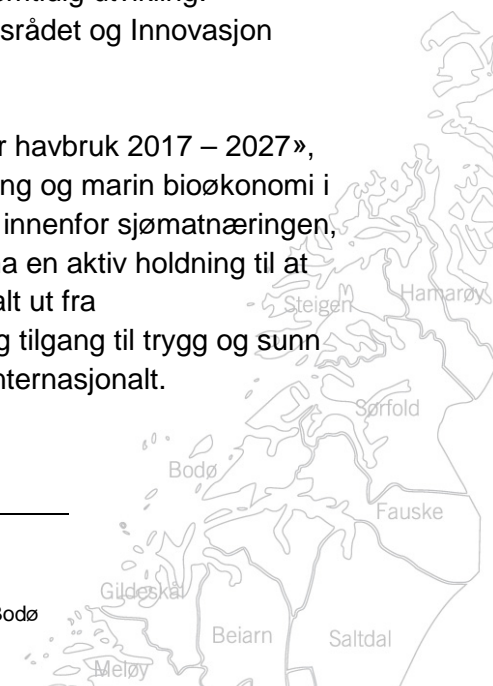 srådet og Innovasjon
r havbruk 2017 – 2027»,
ng og marin bioøkonomi i
innenfor sjømatnæringen,
a en aktiv holdning til at
alt ut fra
g tilgang til trygg og sunn
nternasjonalt.
Steigen
Hamarøy
Sørfold
Bodø
Fauske
Gildeskål
Bodø
Beiarn
Saltdal
Meløy